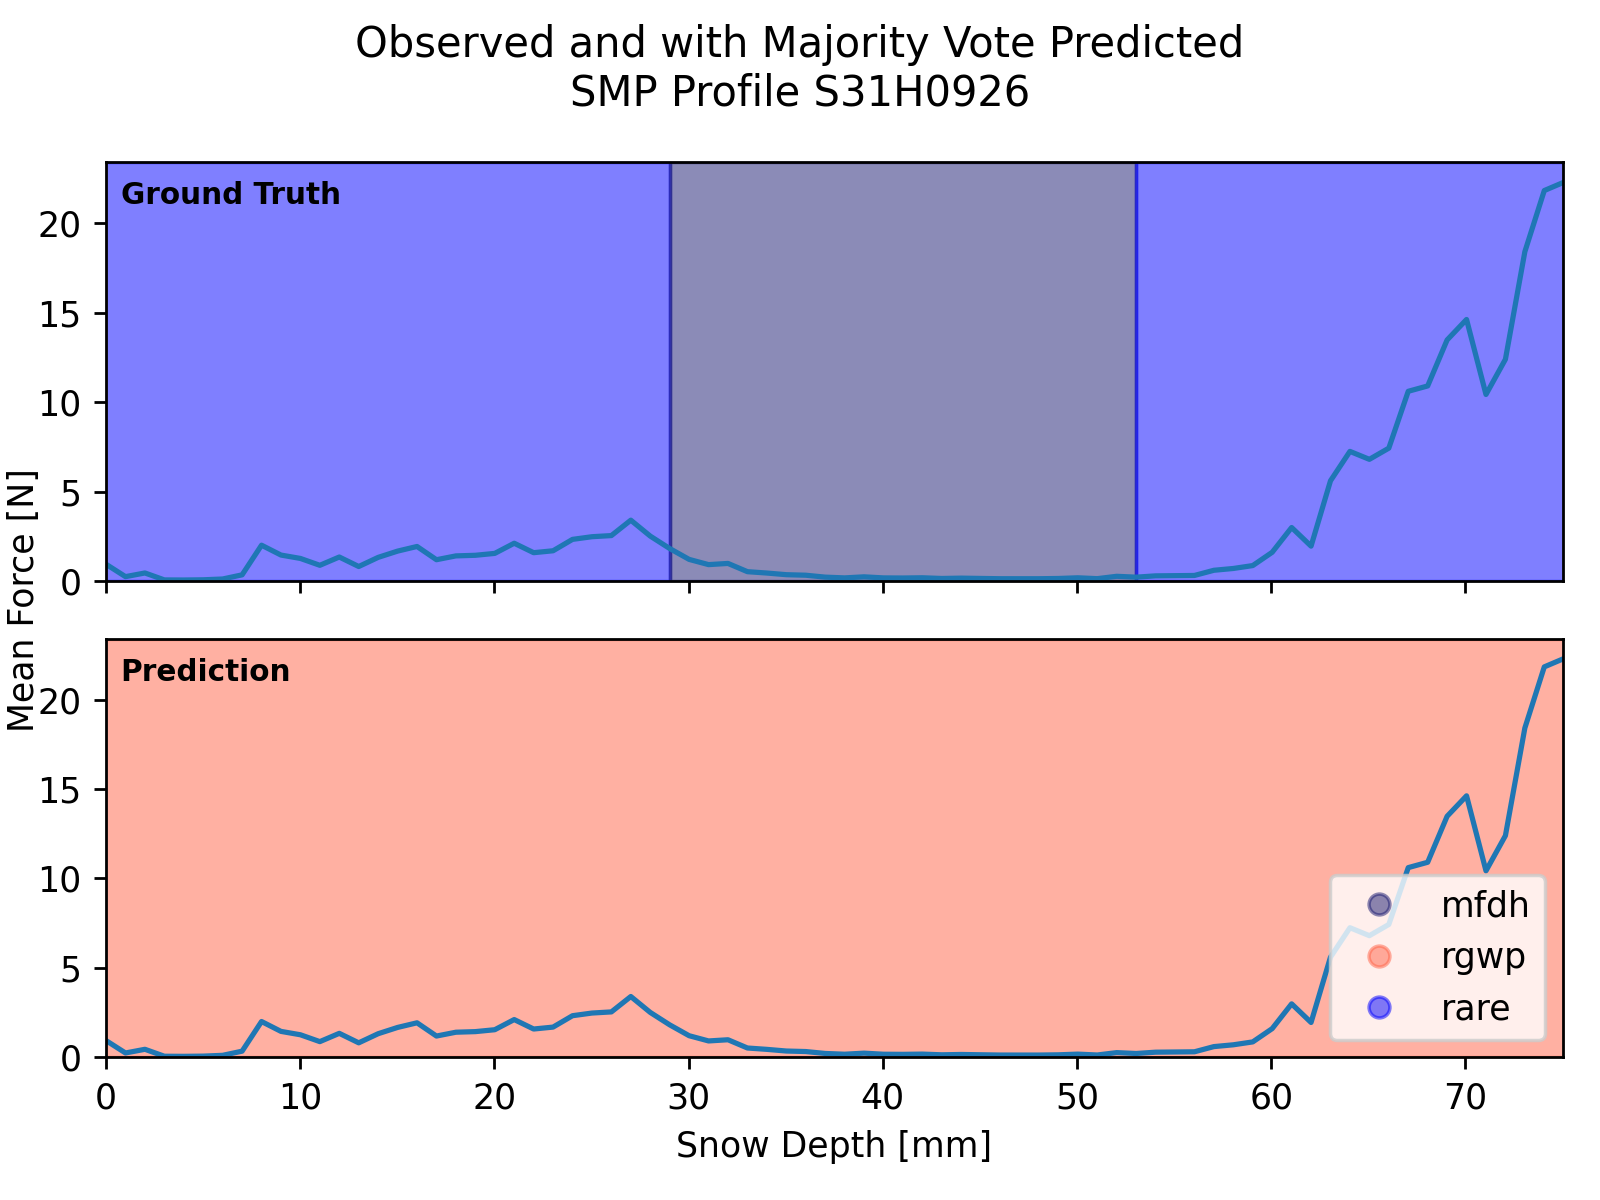 Observed and with Majority Vote Predicted
SMP Profile S31H0926
Ground Truth
20
15
10
5
0
Mean Force [N]
Prediction
20
15
10
5
0
mfdh
rgwp
rare
0 10 20 30 40 50 60 70
Snow Depth [mm]